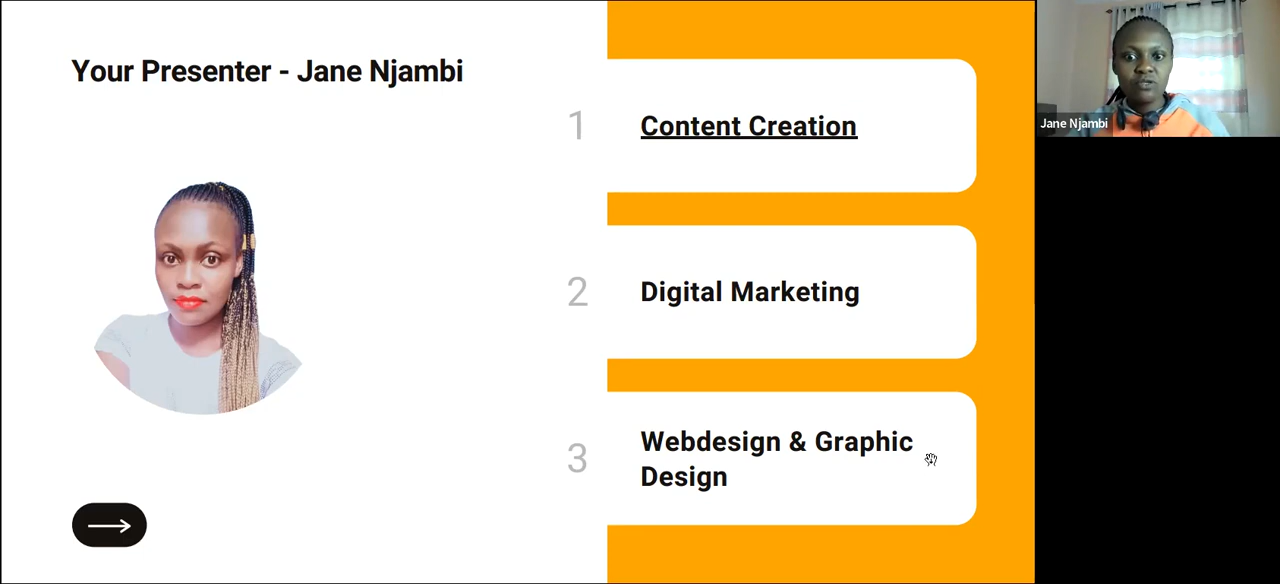 Your Presenter - Jane Njambi
1
Content Creation
2
Digital Marketing
3
Webdesign & Graphic
Design
Jane Njambi